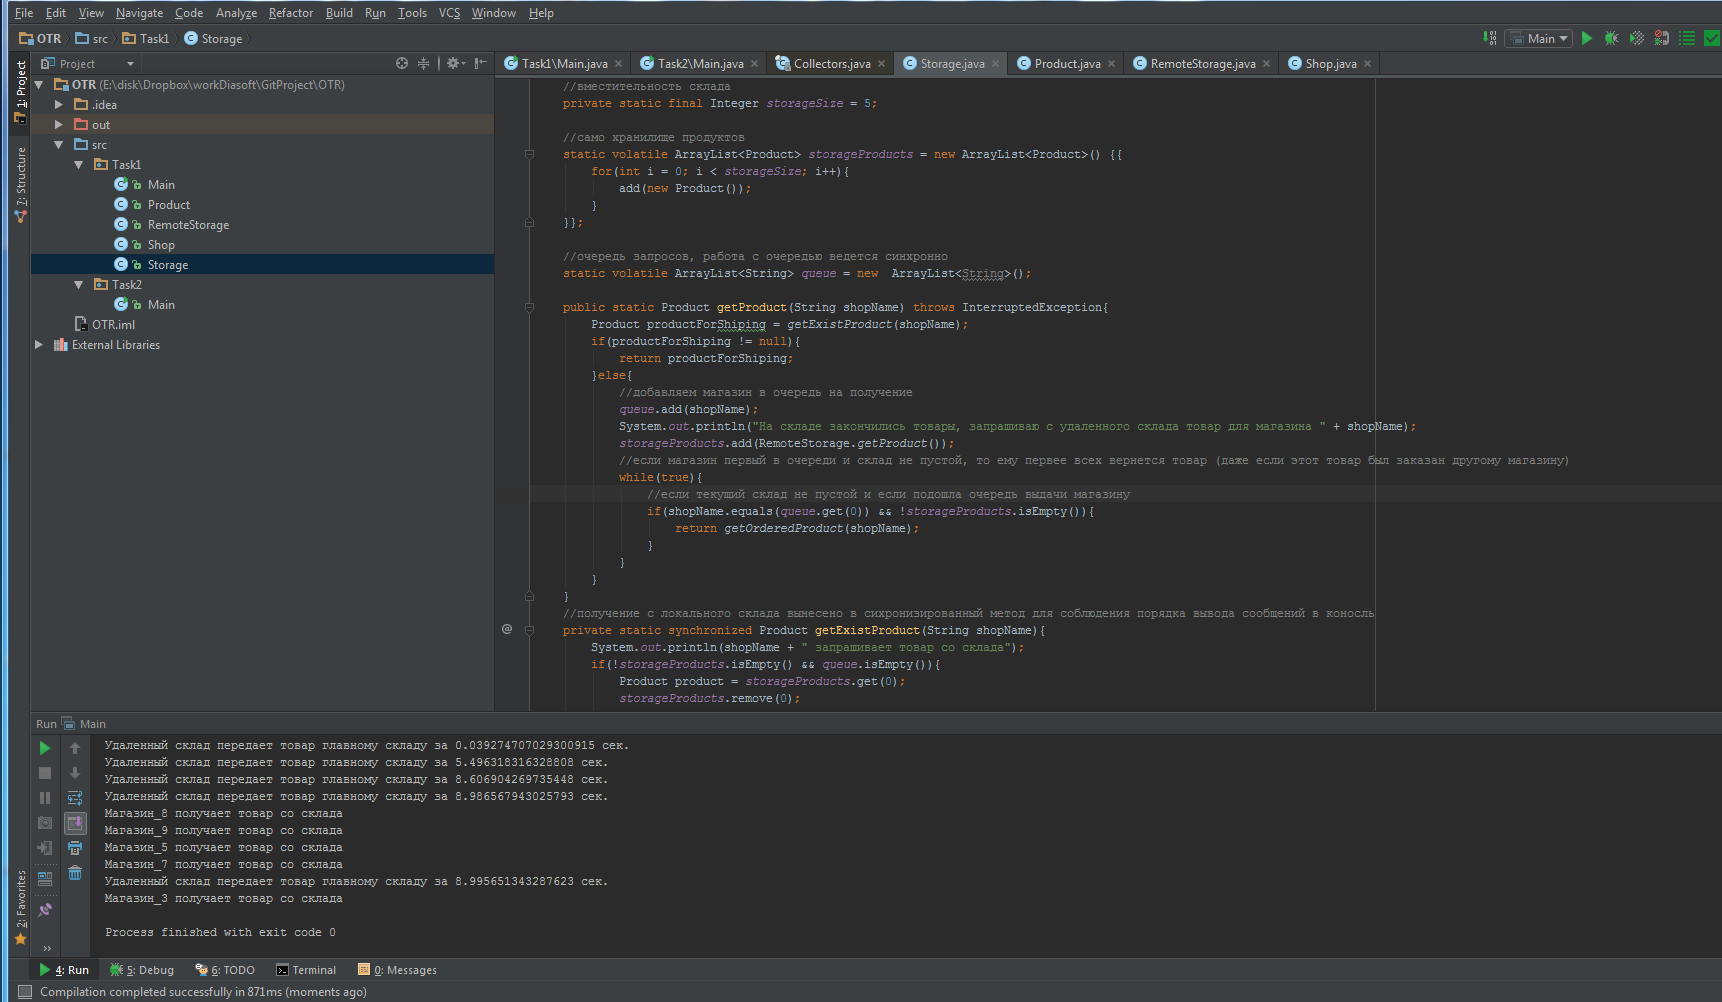 File Edit View Navigate Code Analyze Refactor Build Run Tools VCS Window Help
OTR src Task1 Storage
Main
1: Project
7: Structure
2: Favorites
Project
OTR (E:\disk\Dropbox\workDiasoft\GitProject\OTR)
.idea
out
src
Task1
Main
Product
RemoteStorage
Shop
Storage
Task2
Main
OTR.iml
External Libraries
Task1\Main.java Task2\Main.java Collectors.java Storage.java Product.java RemoteStorage.java Shop.java
//вместительность склада
private static final Integer storageSize = 5;
//само хранилище продуктов
static volatile ArrayList<Product> storageProducts = new ArrayList<Product>() {{
for(int i = 0; i < storageSize; i++){
add(new Product());
}
}};
//очередь запросов, работа с очередью ведется синхронно
static volatile ArrayList<String> queue = new  ArrayList<String>();
public static Product getProduct(String shopName) throws InterruptedException{
Product productForShiping = getExistProduct(shopName);
if(productForShiping != null){
return productForShiping;
}else{
//добавляем магазин в очередь на получение
queue.add(shopName);
System.out.println("На складе закончились товары, запрашиваю с удаленного склада товар для магазина " + shopName);
storageProducts.add(RemoteStorage.getProduct());
//если магазин первый в очереди и склад не пустой, то ему первее всех вернется товар (даже если этот товар был заказан другому магазину)
while(true){
//если текущий склад не пустой и если подошла очередь выдачи магазину
if(shopName.equals(queue.get(0)) && !storageProducts.isEmpty()){
return getOrderedProduct(shopName);
}
}
}
}
//получение с локального склада вынесено в сихронизированный метод для соблюдения порядка вывода сообщений в коносль
@ private static synchronized Product getExistProduct(String shopName){
System.out.println(shopName + " запрашивает товар со склада");
if(!storageProducts.isEmpty() && queue.isEmpty()){
Product product = storageProducts.get(0);
storageProducts.remove(0);
Run Main
Удаленный склад передает товар главному складу за 0.039274707029300915 сек.
Удаленный склад передает товар главному складу за 5.496318316328808 сек.
Удаленный склад передает товар главному складу за 8.606904269735448 сек.
Удаленный склад передает товар главному складу за 8.986567943025793 сек.
Магазин_8 получает товар со склада
Магазин_9 получает товар со склада
Магазин_5 получает товар со склада
Магазин_7 получает товар со склада
Удаленный склад передает товар главному складу за 8.995651343287623 сек.
Магазин_3 получает товар со склада
Process finished with exit code 0
4: Run 5: Debug 6: TODO Terminal 0: Messages
Compilation completed successfully in 871ms (moments ago)